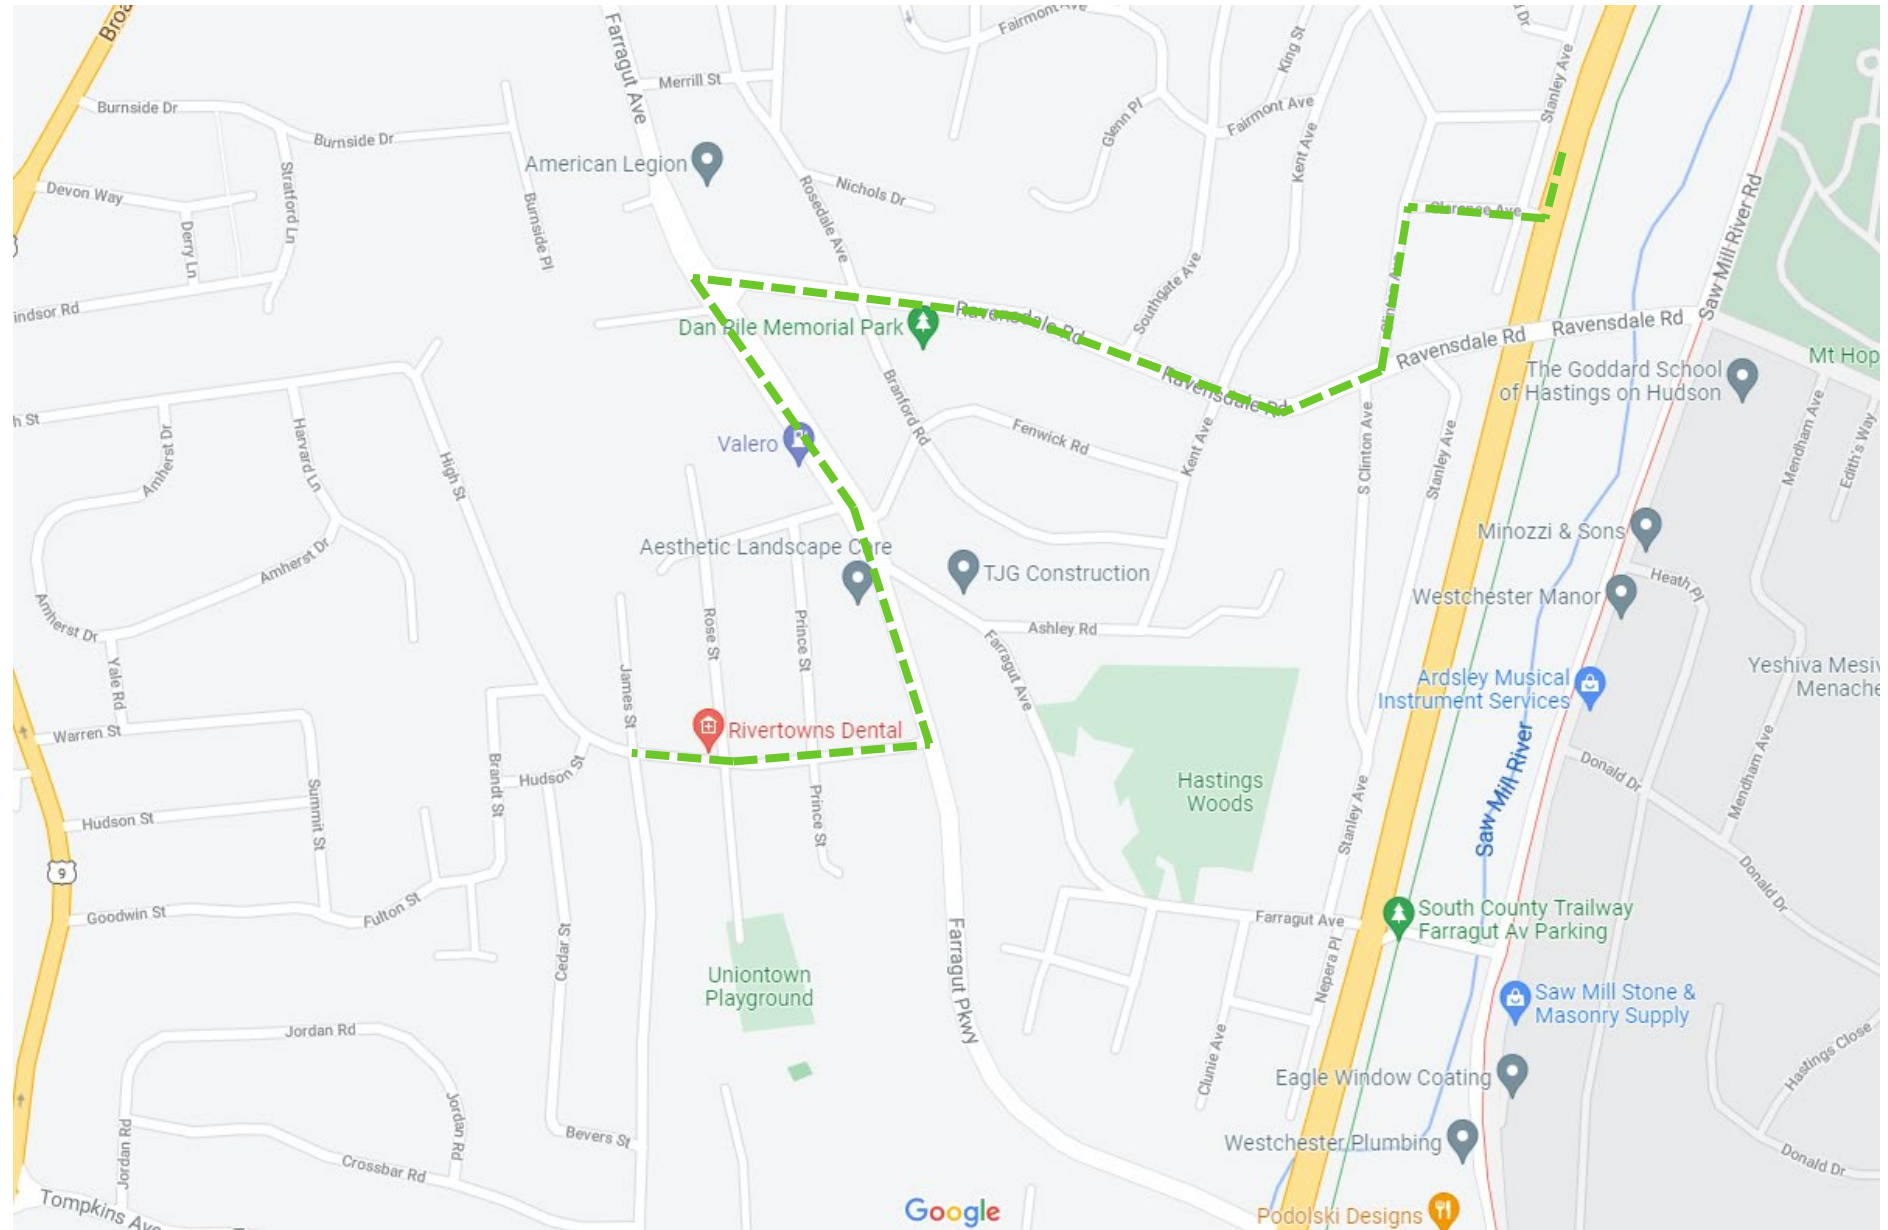 Broa
Farragut Ave
Fairmont Ave
King St
Stanley Ave
Merrill St
Burnside Dr
Burnside Dr
Glenn Pl
Fairmont Ave
Kent Ave
American Legion
Stratford Ln
Burnside Pl
Rosedale Ave
Nichols Dr
Devon Way
Derry Ln
Clarence Ave
Saw Mill River Rd
Southgate Ave
indsor Rd
Dan Rile Memorial Park
Ravensdale Rd
Clinton Ave
Ravensdale Rd
Ravensdale Rd
Ravensdale Rd
Mt Hop
The Goddard School
of Hastings on Hudson
h St
Amherst Dr
Harvard Ln
High St
Valero
Branford Rd
Fenwick Rd
Kent Ave
S Clinton Ave
Stanley Ave
Mendham Ave
Edith's Way
Minozzi & Sons
Amherst Dr
Aesthetic Landscape Care
TJG Construction
Heath Pl
Westchester Manor
Amherst Dr
Rose St
Prince St
Ashley Rd
Farragut Ave
Yale Rd
James St
Ardsley Musical
Instrument Services
Yeshiva Mesiv
Menache
Warren St
Rivertowns Dental
Brandt St
Hudson St
Summit St
Prince St
Hastings
Woods
Stanley Ave
Saw Mill River
Donald Dr
Mendham Ave
Hudson St
9
Donald Dr
Goodwin St
Fulton St
Cedar St
Farragut Pkwy
Farragut Ave
South County Trailway
Farragut Av Parking
Uniontown
Playground
Nepera Pl
Saw Mill Stone &
Masonry Supply
Jordan Rd
Clunie Ave
Hastings Close
Eagle Window Coating
Jordan Rd
Jordan Rd
Bevers St
Westchester Plumbing
Crossbar Rd
Donald Dr
Tompkins Ave
Google
Podolski Designs